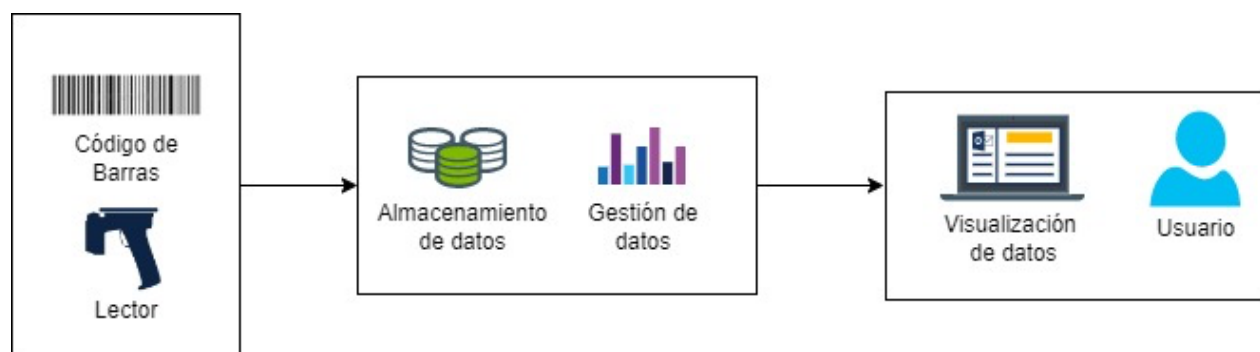 Código de
Barras
Lector
Almacenamiento
de datos
Gestión de
datos
Visualización
de datos
Usuario